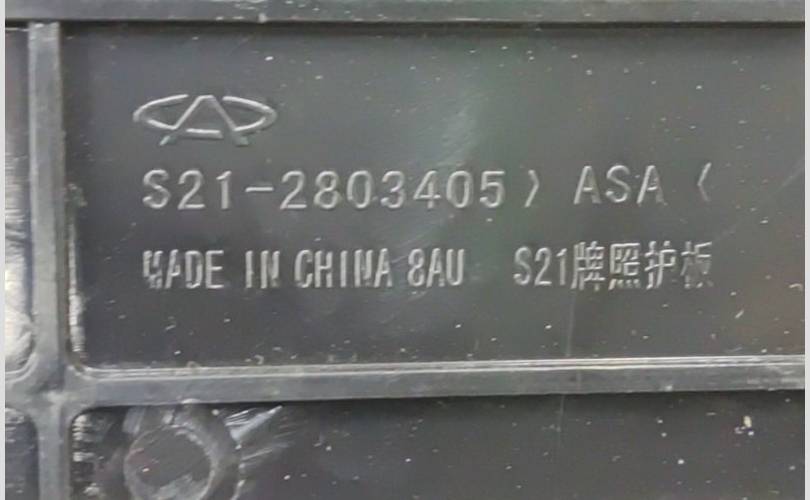 S21-2803405〉ASA〈
MADE IN CHINA 8AU S21牌照护板